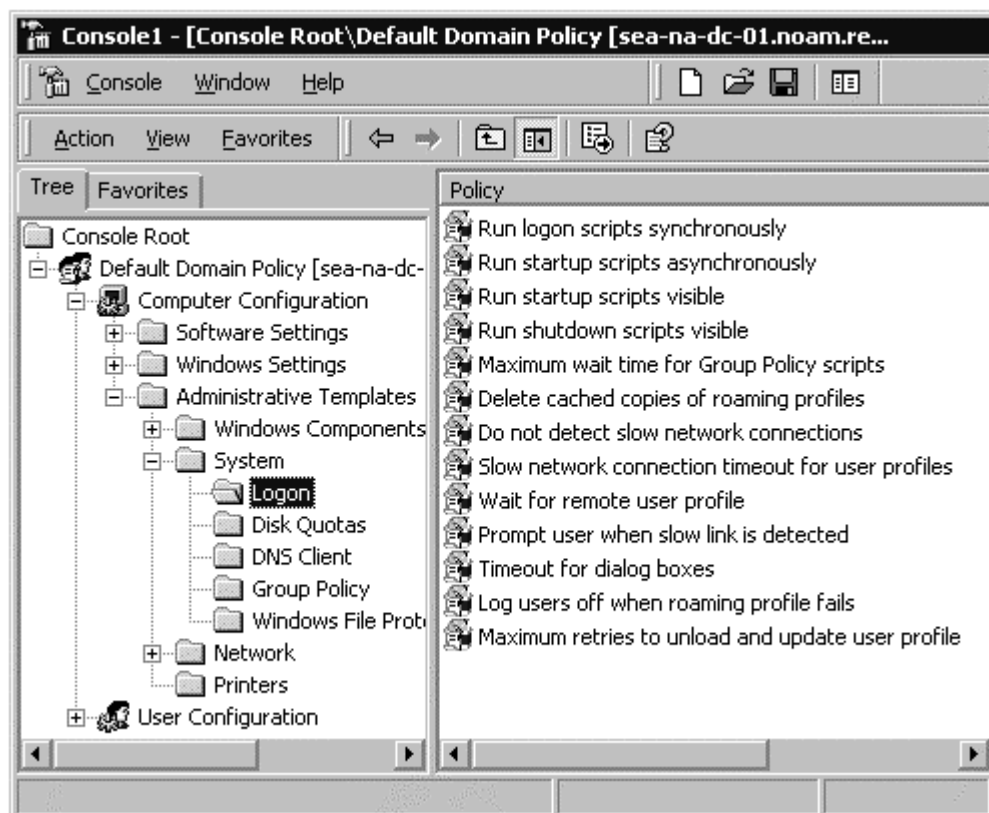 Console1 - [Console Root\Default Domain Policy [sea-na-dc-01.noam.re...
Console Window Help
Action View Favorites
Tree Favorites
Console Root
Default Domain Policy [sea-na-dc-
Computer Configuration
Software Settings
Windows Settings
Administrative Templates
Windows Components
System
Logon
Disk Quotas
DNS Client
Group Policy
Windows File Prot
Network
Printers
User Configuration
Policy
Run logon scripts synchronously
Run startup scripts asynchronously
Run startup scripts visible
Run shutdown scripts visible
Maximum wait time for Group Policy scripts
Delete cached copies of roaming profiles
Do not detect slow network connections
Slow network connection timeout for user profiles
Wait for remote user profile
Prompt user when slow link is detected
Timeout for dialog boxes
Log users off when roaming profile fails
Maximum retries to unload and update user profile